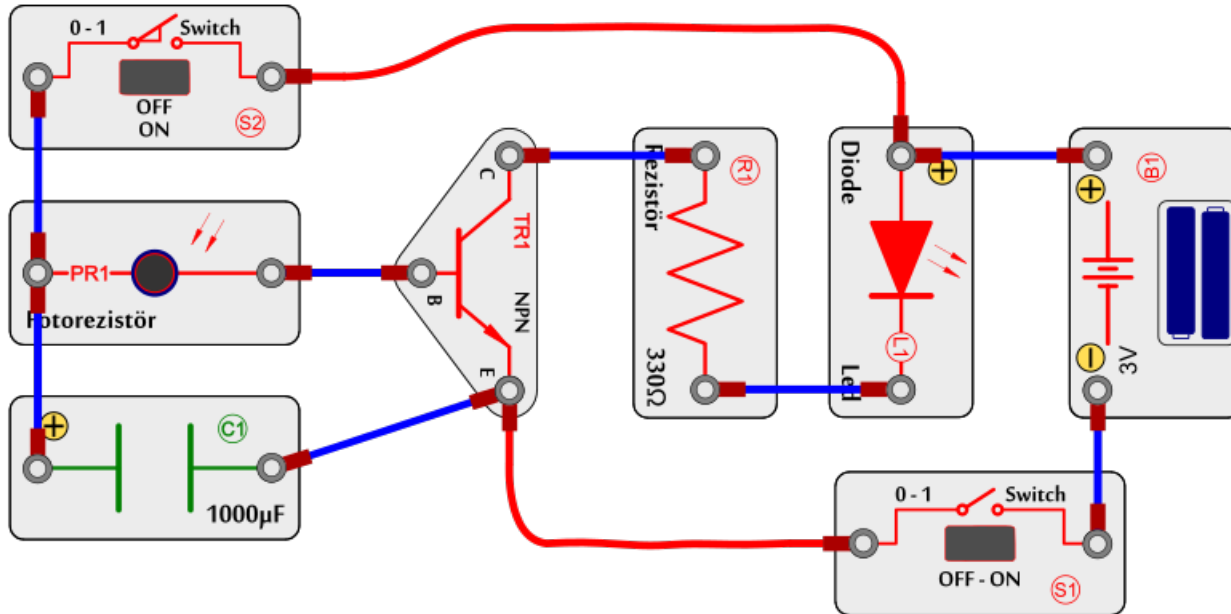 0 - 1 Switch
OFF
ON
S2
PR1
Fotorezistör
+
C1
1000µF
C
B
E
TR1
NPN
Rezistör
R1
330Ω
Diode
+
L1
Led
B1
+
−
3V
0 - 1 Switch
OFF - ON
S1